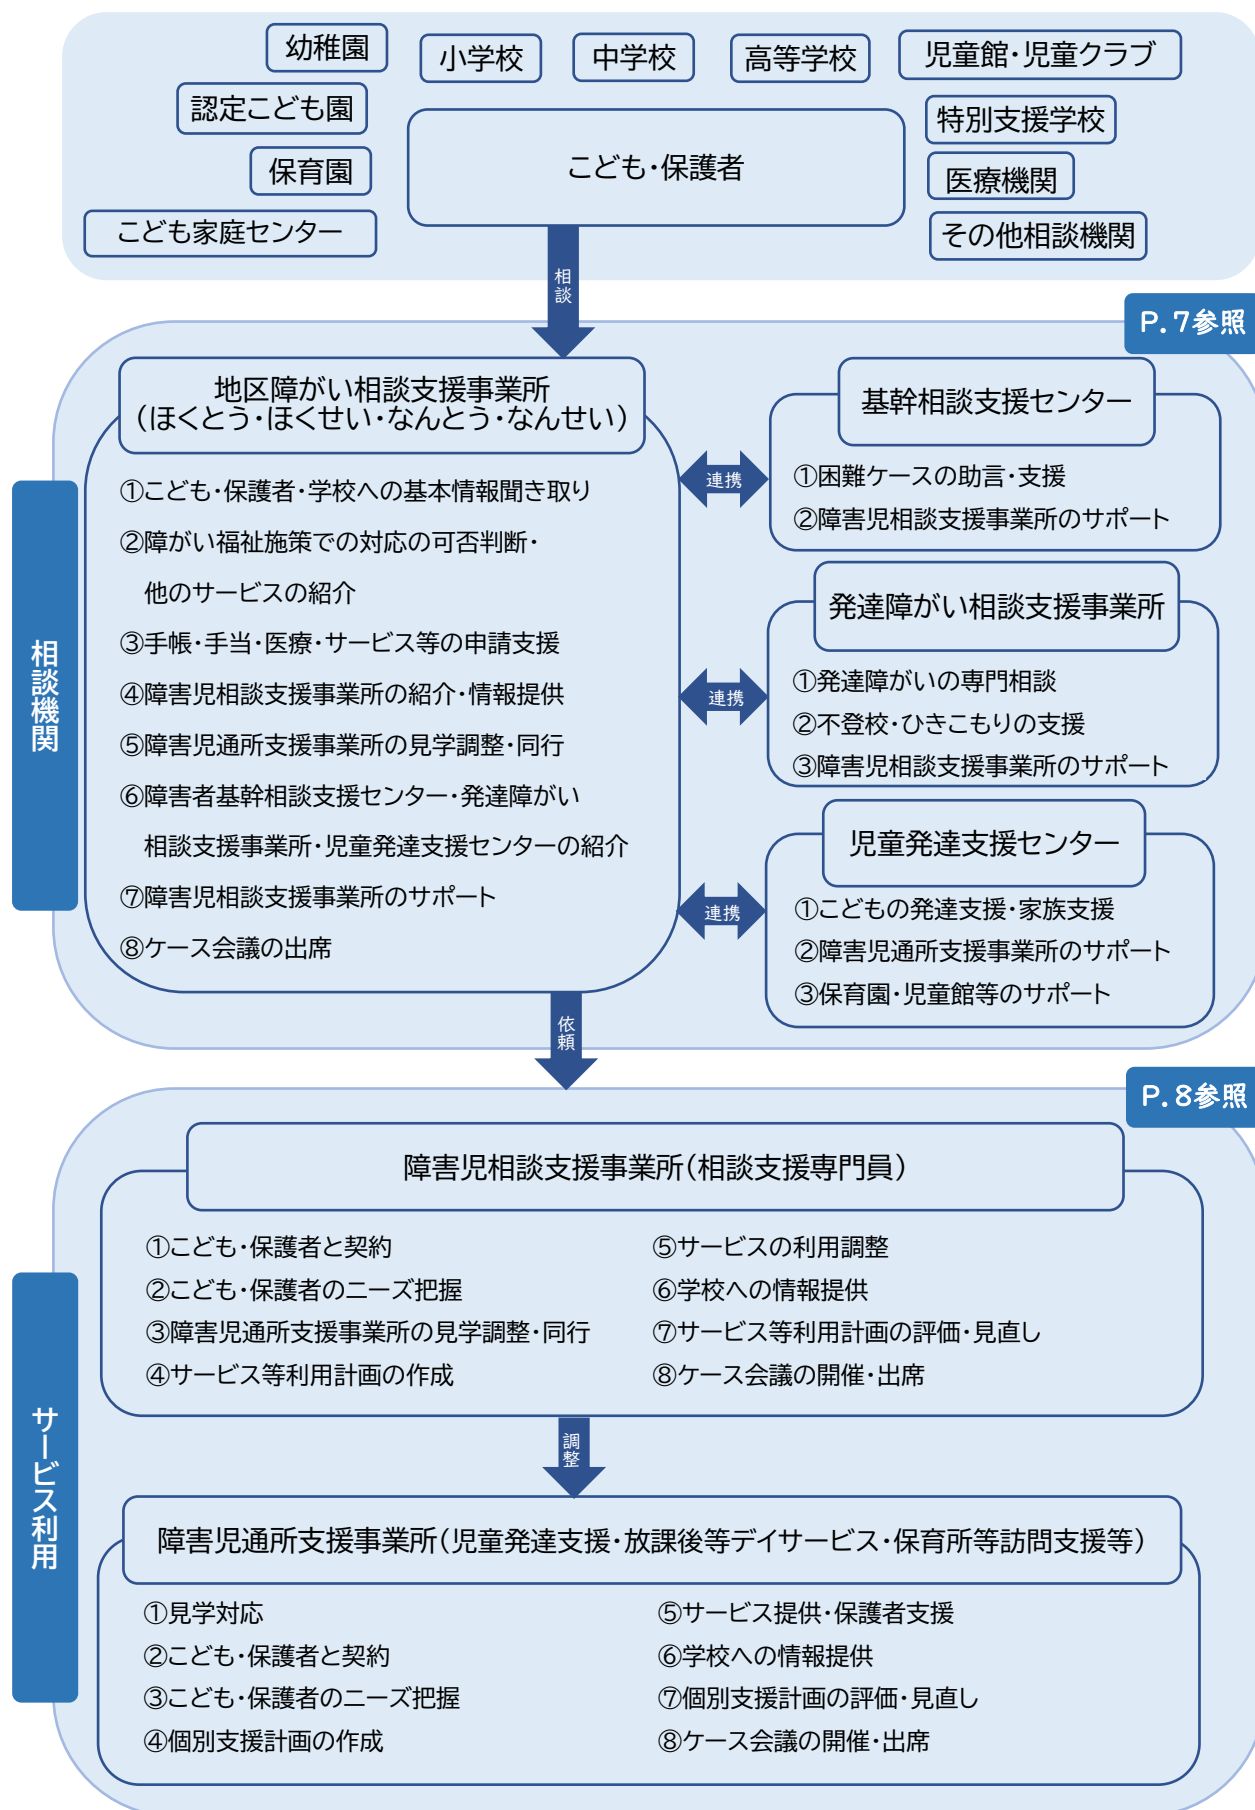 幼稚園
小学校
中学校
高等学校
児童館・児童クラブ
認定こども園
特別支援学校
保育園
こども・保護者
医療機関
こども家庭センター
その他相談機関
相談
P.7参照
相談機関
地区障がい相談支援事業所
(ほくとう・ほくせい・なんとう・なんせい)
①こども・保護者・学校への基本情報聞き取り
②障がい福祉施策での対応の可否判断・
他のサービスの紹介
③手帳・手当・医療・サービス等の申請支援
④障害児相談支援事業所の紹介・情報提供
⑤障害児通所支援事業所の見学調整・同行
⑥障害者基幹相談支援センター・発達障がい
相談支援事業所・児童発達支援センターの紹介
⑦障害児相談支援事業所のサポート
⑧ケース会議の出席
連携
基幹相談支援センター
①困難ケースの助言・支援
②障害児相談支援事業所のサポート
連携
発達障がい相談支援事業所
①発達障がいの専門相談
②不登校・ひきこもりの支援
③障害児相談支援事業所のサポート
連携
児童発達支援センター
①こどもの発達支援・家族支援
②障害児通所支援事業所のサポート
③保育園・児童館等のサポート
依頼
P.8参照
サービス利用
障害児相談支援事業所(相談支援専門員)
①こども・保護者と契約
②こども・保護者のニーズ把握
③障害児通所支援事業所の見学調整・同行
④サービス等利用計画の作成
⑤サービスの利用調整
⑥学校への情報提供
⑦サービス等利用計画の評価・見直し
⑧ケース会議の開催・出席
調整
障害児通所支援事業所(児童発達支援・放課後等デイサービス・保育所等訪問支援等)
①見学対応
②こども・保護者と契約
③こども・保護者のニーズ把握
④個別支援計画の作成
⑤サービス提供・保護者支援
⑥学校への情報提供
⑦個別支援計画の評価・見直し
⑧ケース会議の開催・出席